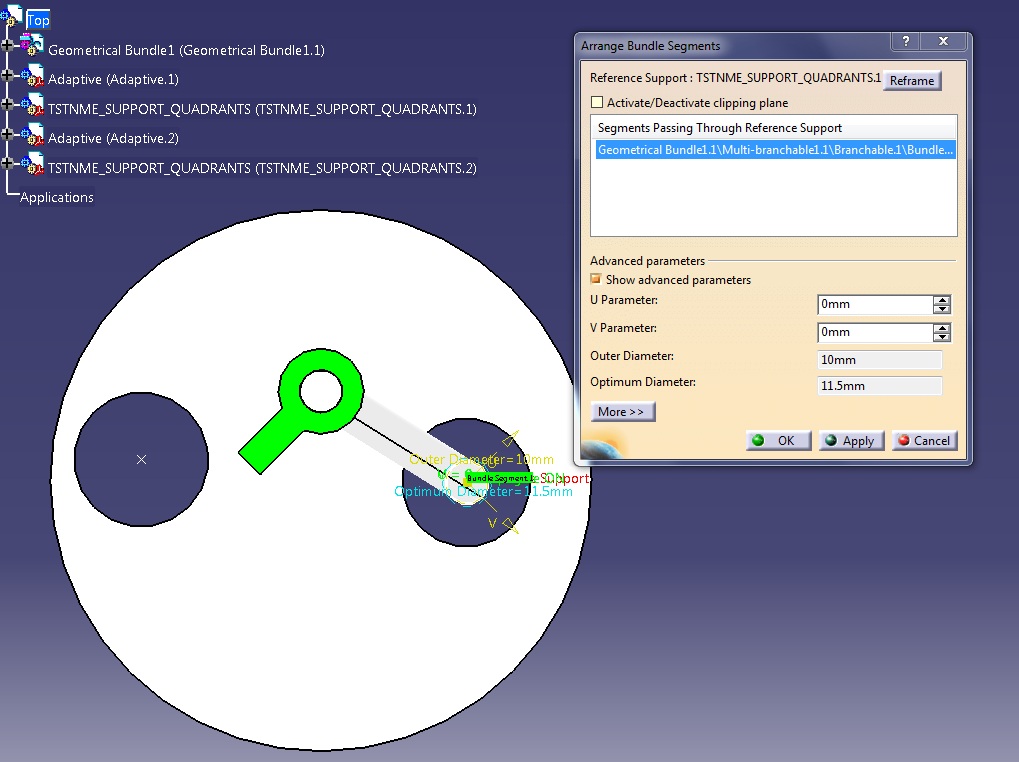 Top
Geometrical Bundle1 (Geometrical Bundle1.1)
Adaptive (Adaptive.1)
TSTNME_SUPPORT_QUADRANTS (TSTNME_SUPPORT_QUADRANTS.1)
Adaptive (Adaptive.2)
TSTNME_SUPPORT_QUADRANTS (TSTNME_SUPPORT_QUADRANTS.2)
Applications
Arrange Bundle Segments
Reference Support : TSTNME_SUPPORT_QUADRANTS.1
Reframe
Activate/Deactivate clipping plane
Segments Passing Through Reference Support
Geometrical Bundle1.1\Multi-branchable1.1\Branchable.1\Bundle...
Advanced parameters
Show advanced parameters
U Parameter:
0mm
V Parameter:
0mm
Outer Diameter:
10mm
Optimum Diameter:
11.5mm
More >>
OK
Apply
Cancel
Outer Diameter=10mm
Bundle Segment.1
Support
Optimum Diameter=11.5mm
V